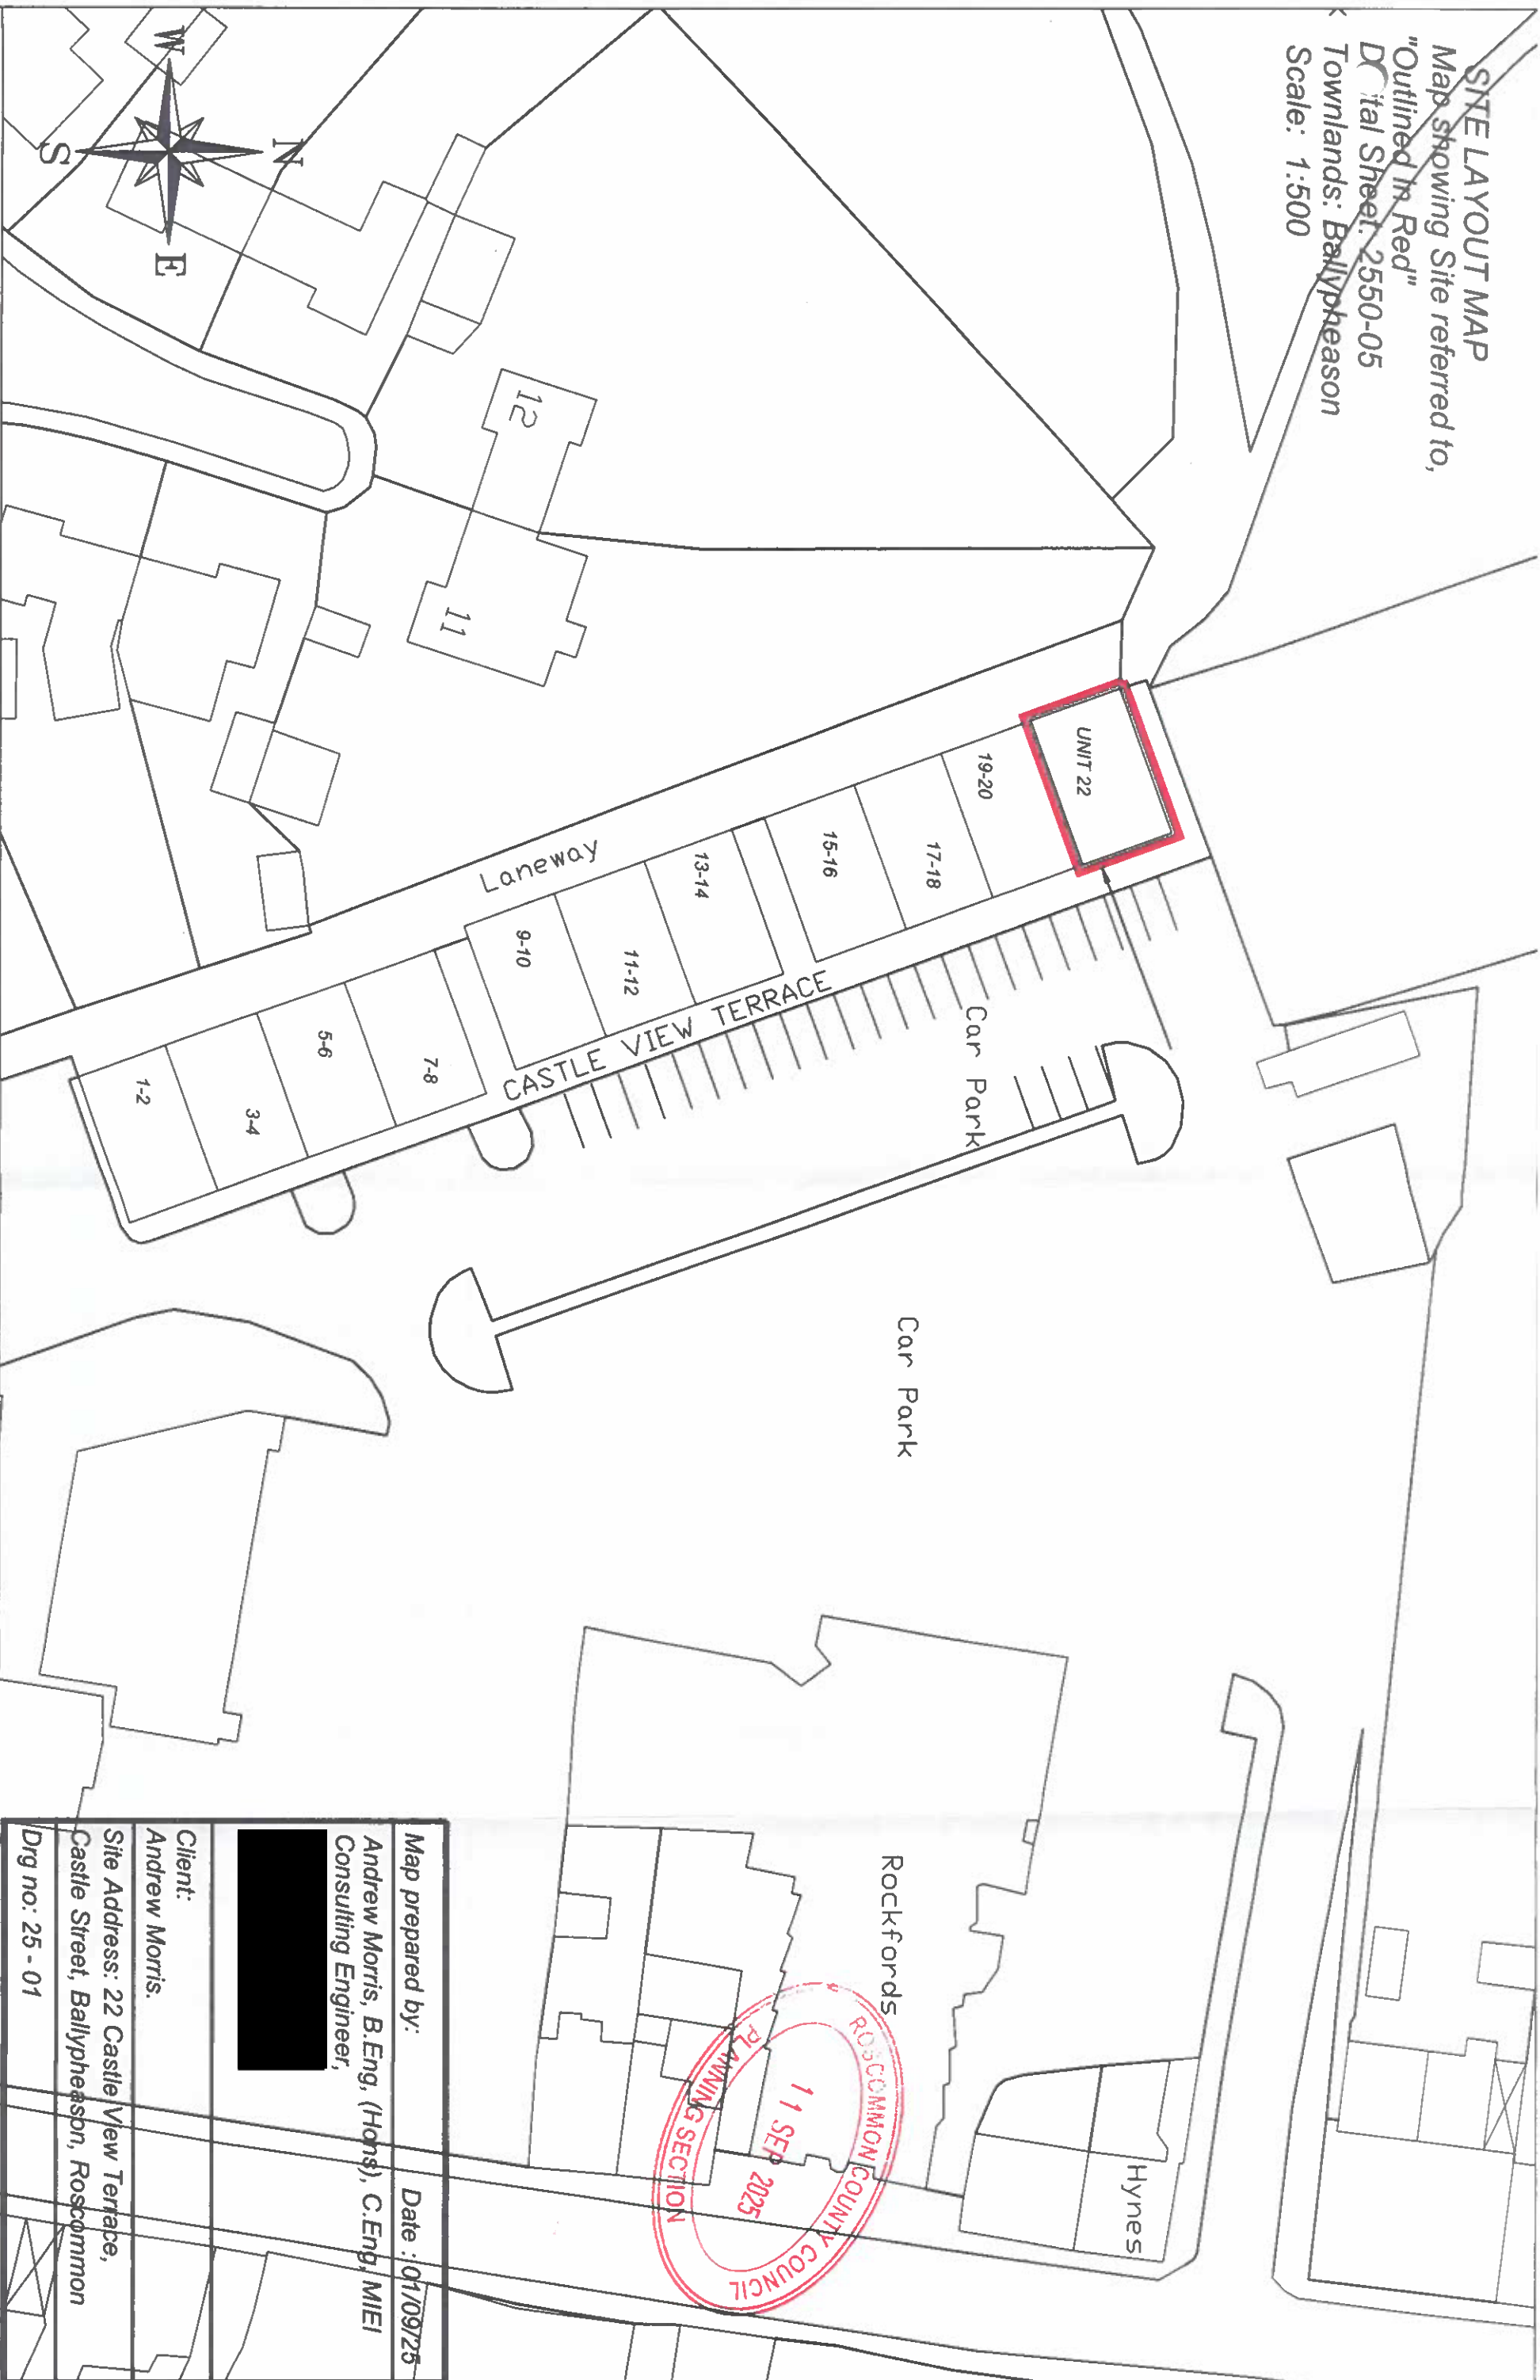 SITE LAYOUT MAP
Map showing Site referred to,
"Outlined in Red"
Sheet: 2550-05
Townlands: Ballypheason
Scale: 1:500
N
W
E
S
12
11
UNIT 22
19-20
17-18
15-16
13-14
11-12
9-10
7-8
5-6
3-4
1-2
Laneway
CASTLE VIEW TERRACE
Car Park
Car Park
Rockfords
Hynes
ROSCOMMON COUNTY COUNCIL
11 SEP 2025
PLANNING SECTION
Map prepared by: Date : 01/09/25
Andrew Morris, B.Eng, (Hons), C.Eng, MIEI
Consulting Engineer,
Client:
Andrew Morris.
Site Address: 22 Castle View Terrace,
Castle Street, Ballypheason, Roscommon
Drg no: 25 - 01